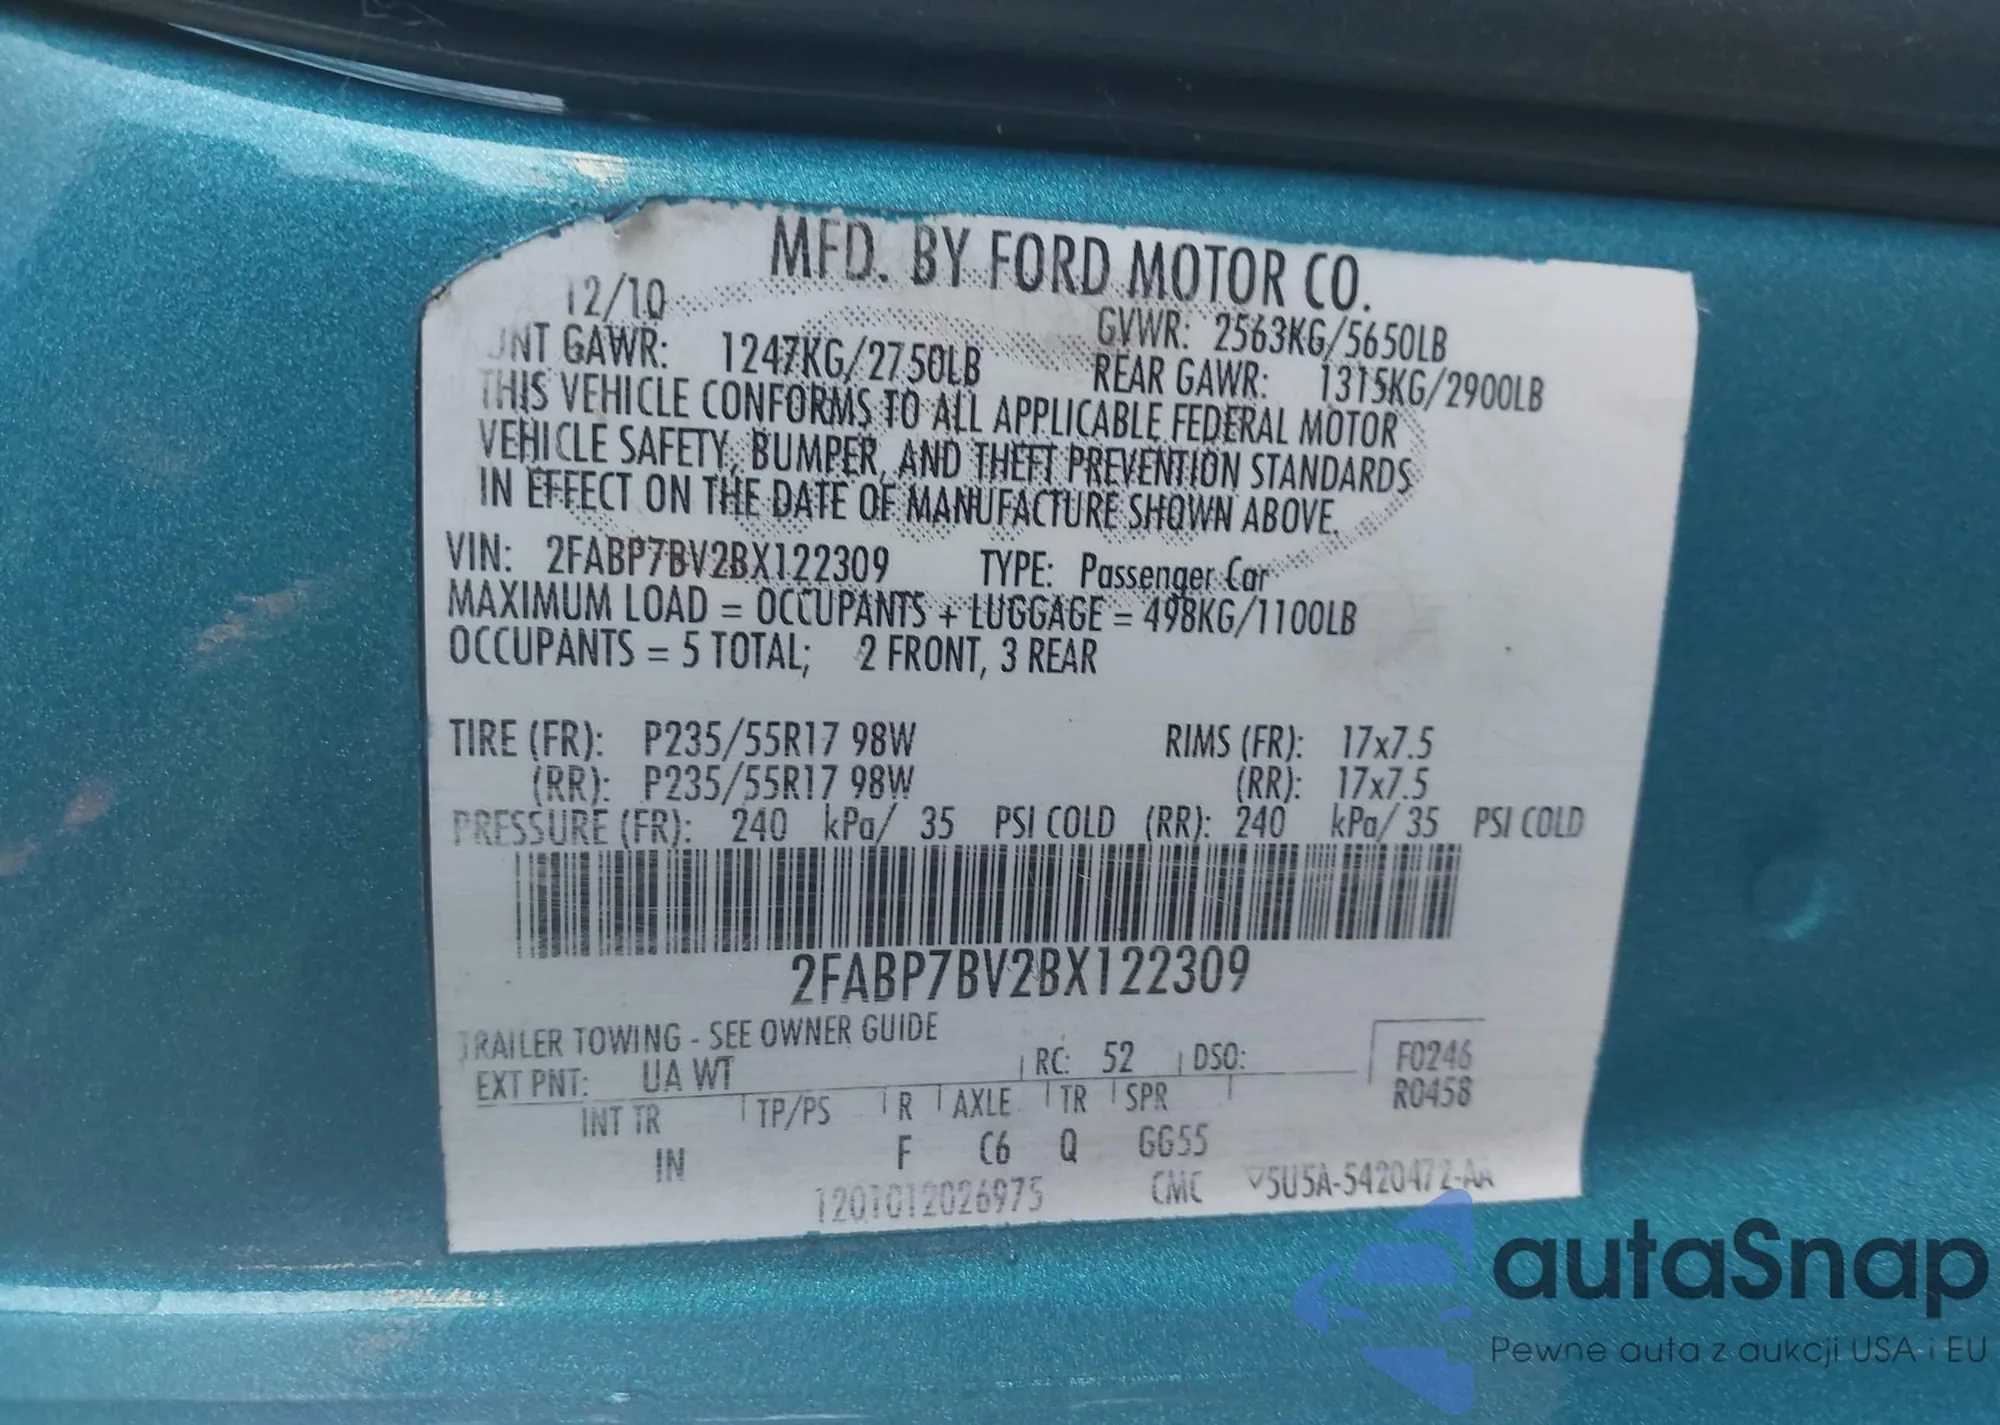 MFD. BY FORD MOTOR CO.
12/10
GVWR: 2563KG/5650LB
NT GAWR: 1247KG/2750LB
REAR GAWR: 1315KG/2900LB
THIS VEHICLE CONFORMS TO ALL APPLICABLE FEDERAL MOTOR
VEHICLE SAFETY, BUMPER, AND THEFT PREVENTION STANDARDS
IN EFFECT ON THE DATE OF MANUFACTURE SHOWN ABOVE.
VIN: 2FABP7BV2BX122309 TYPE: Passenger Car
MAXIMUM LOAD = OCCUPANTS + LUGGAGE = 498KG/1100LB
OCCUPANTS = 5 TOTAL; 2 FRONT, 3 REAR
TIRE (FR): P235/55R17 98W RIMS (FR): 17x7.5
(RR): P235/55R17 98W (RR): 17x7.5
PRESSURE (FR): 240 kPa/ 35 PSI COLD (RR): 240 kPa/ 35 PSI COLD
2FABP7BV2BX122309
TRAILER TOWING - SEE OWNER GUIDE
EXT PNT: UA WT RC: 52 DSO: F0246
R0458
INT TR TP/PS R AXLE TR SPR
IN F C6 Q GG55
1201012026975 CMC 5U5A-5420472-AA
autaSnap
Pewne auta z aukcji USA i EU